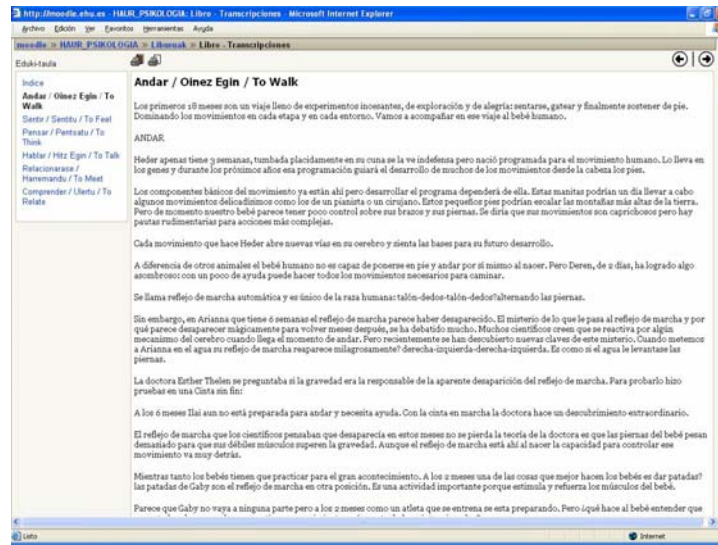 http://moodle.ehu.es - HAUR_PSIKOLOGIA: Libro - Transcripciones - Microsoft Internet Explorer
Archivo Edición Ver Favoritos Herramientas Ayuda
moodle » HAUR_PSIKOLOGIA » Liburuak » Libro - Transcripciones
Eduki-taula
Indice
Andar / Oinez Egin / To
Walk
Sentir / Sentitu / To Feel
Pensar / Pentsatu / To
Think
Hablar / Hitz Egin / To Talk
Relacionarase /
Harremandu / To Meet
Comprender / Ulertu / To
Relate
Andar / Oinez Egin / To Walk
Los primeros 18 meses son un viaje lleno de experimentos incesantes, de exploración y de alegría: sentarse, gatear y finalmente sostener de pie.
Dominando los movimientos en cada etapa y en cada entorno. Vamos a acompañar en ese viaje al bebé humano.
ANDAR
Heder apenas tiene 3 semanas, tumbada placidamente en su cuna se la ve indefensa pero nació programada para el movimiento humano. Lo lleva en
los genes y durante los próximos años esa programación guiará el desarrollo de muchos de los movimientos desde la cabeza los pies.
Los componentes básicos del movimiento ya están ahí pero desarrollar el programa dependerá de ella. Estas manitas podrían un día llevar a cabo
algunos movimientos delicadísimos como los de un pianista o un cirujano. Estos pequeños pies podrían escalar las montañas más altas de la tierra.
Pero de momento nuestro bebé parece tener poco control sobre sus brazos y sus piernas. Se diría que sus movimientos son caprichosos pero hay
pautas rudimentarias para acciones más complejas.
Cada movimiento que hace Heder abre nuevas vías en su cerebro y sienta las bases para su futuro desarrollo.
A diferencia de otros animales el bebé humano no es capaz de ponerse en pie y andar por sí mismo al nacer. Pero Deren, de 2 días, ha logrado algo
asombroso: con un poco de ayuda puede hacer todos los movimientos necesarios para caminar.
Se llama reflejo de marcha automática y es único de la raza humana: talón-dedos-talón-dedos?alternando las piernas.
Sin embargo, en Arianna que tiene 6 semanas el reflejo de marcha parece haber desaparecido. El misterio de lo que le pasa al reflejo de marcha y por
qué parece desaparecer mágicamente para volver meses después, se ha debatido mucho. Muchos científicos creen que se reactiva por algún
mecanismo del cerebro cuando llega el momento de andar. Pero recientemente se han descubierto nuevas claves de este misterio. Cuando metemos
a Arianna en el agua su reflejo de marcha reaparece milagrosamente? derecha-izquierda-derecha-izquierda. Es como si el agua le levantase las
piernas.
La doctora Esther Thelen se preguntaba si la gravedad era la responsable de la aparente desaparición del reflejo de marcha. Para probarlo hizo
pruebas en una Cinta sin fin:
A los 6 meses Ilai aun no está preparada para andar y necesita ayuda. Con la cinta en marcha la doctora hace un descubrimiento extraordinario.
El reflejo de marcha que los científicos pensaban que desaparecía en estos meses no se pierda la teoría de la doctora es que las piernas del bebé pesan
demasiado para que sus débiles músculos superen la gravedad. Aunque el reflejo de marcha está ahí al nacer la capacidad para controlar ese
movimiento va muy detrás.
Mientras tanto los bebés tienen que practicar para el gran acontecimiento. A los 2 meses una de las cosas que mejor hacen los bebés es dar patadas?
las patadas de Gaby son el reflejo de marcha en otra posición. Es una actividad importante porque estimula y refuerza los músculos del bebé.
Parece que Gaby no vaya a ninguna parte pero a los 2 meses como un atleta que se entrena se esta preparando. Pero ¿qué hace al bebé entender que
Listo
Internet